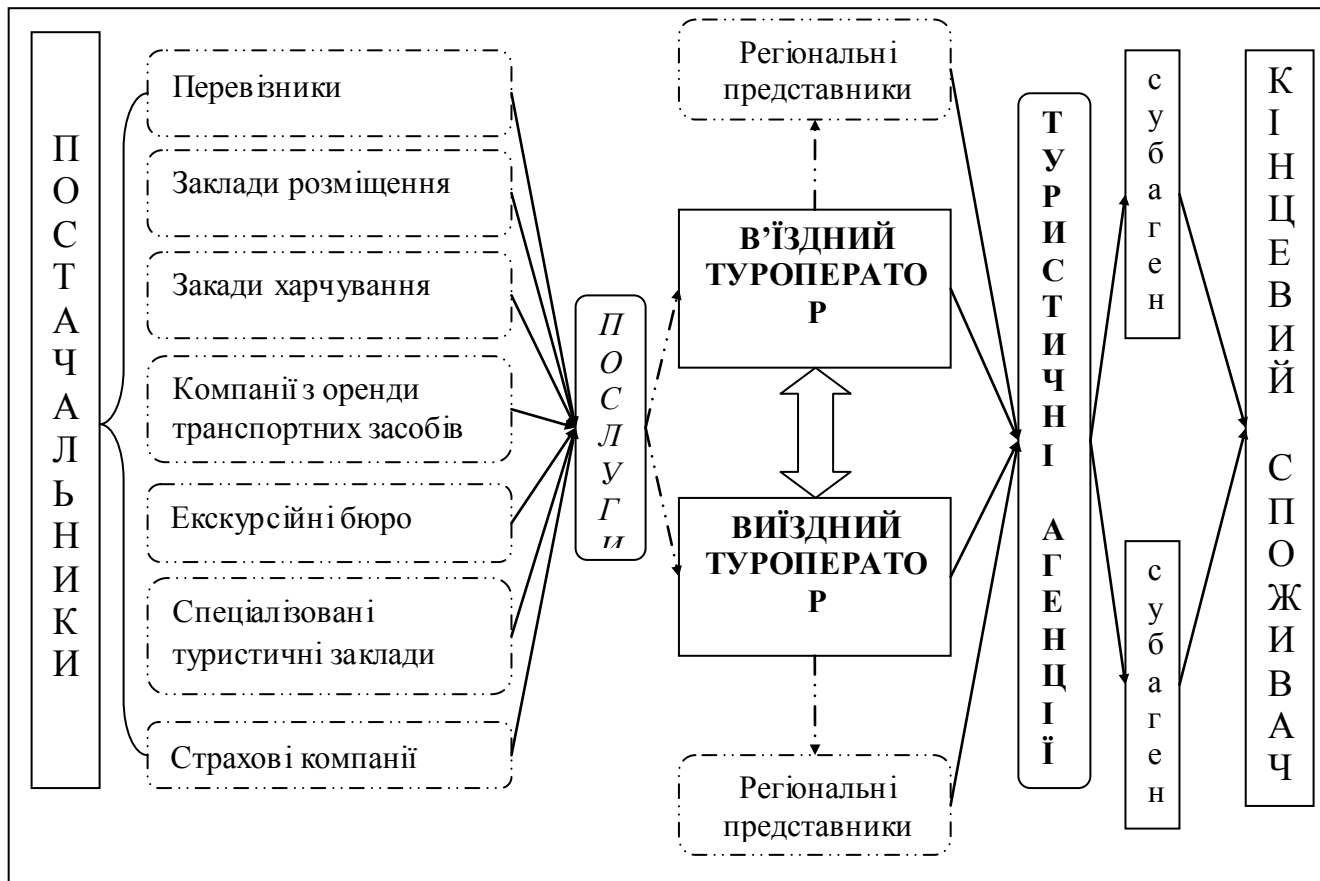 ПОСТАЧАЛЬНИКИ
Перевізники
Заклади розміщення
Закади харчування
Компанії з оренди
транспортних засобів
Екскурсійні бюро
Спеціалізовані
туристичні заклади
Страхові компанії
ПОСЛУГИ
Регіональні
представники
В’ЇЗДНИЙ
ТУРОПЕРАТО
Р
ВИЇЗДНИЙ
ТУРОПЕРАТО
Р
Регіональні
представники
ТУРИСТИЧНІ АГЕНЦІЇ
субаген
субаген
КІНЦЕВИЙ СПОЖИВАЧ